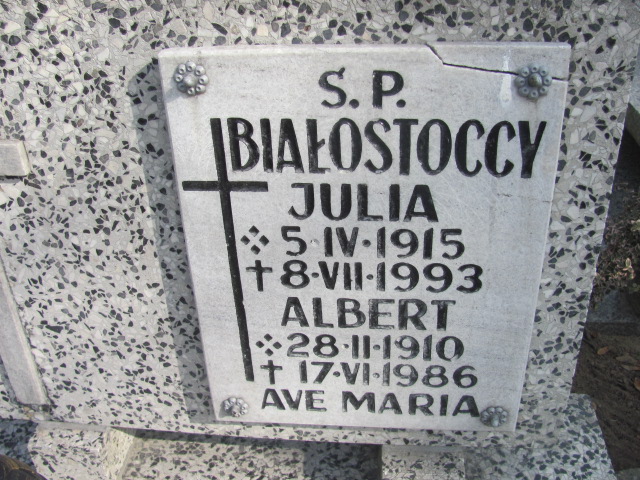 S.P.
BIAŁOSTOCCY
JULIA
5·IV·1915
8·VII·1993
ALBERT
28·II·1910
17·VI·1986
AVE MARIA